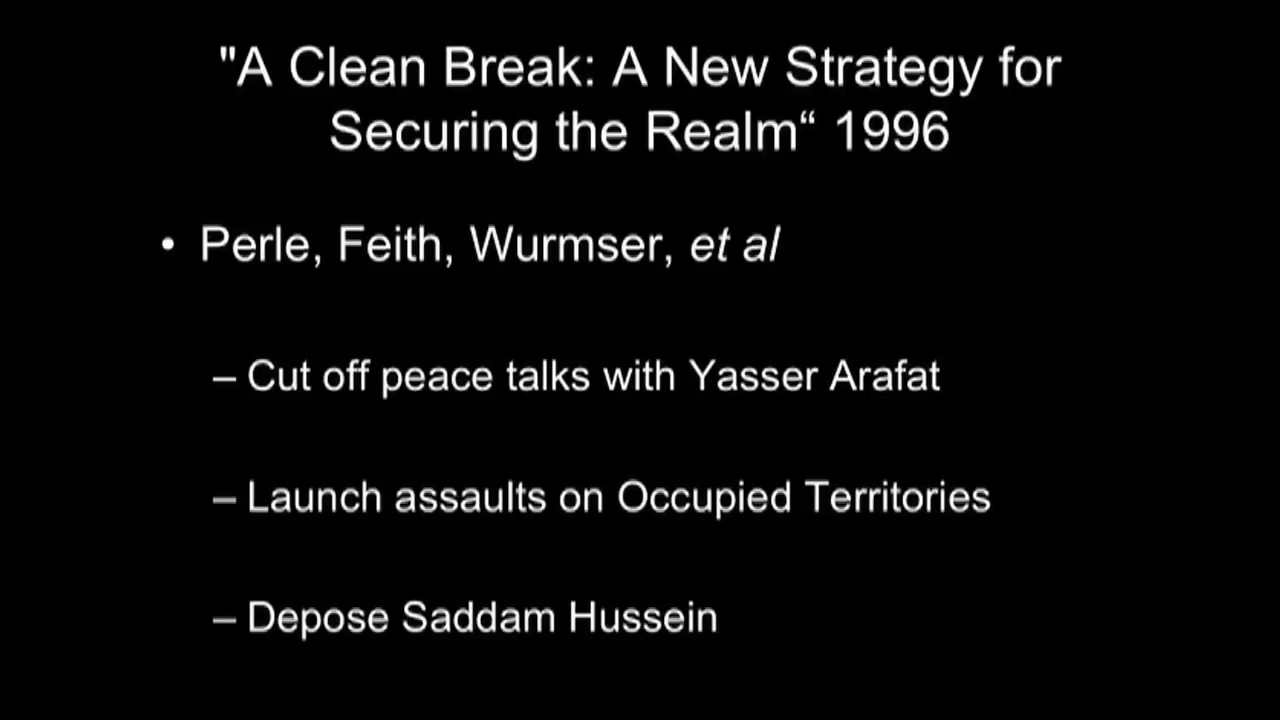 "A Clean Break: A New Strategy for
Securing the Realm“ 1996
• Perle, Feith, Wurmser, et al
– Cut off peace talks with Yasser Arafat
– Launch assaults on Occupied Territories
– Depose Saddam Hussein